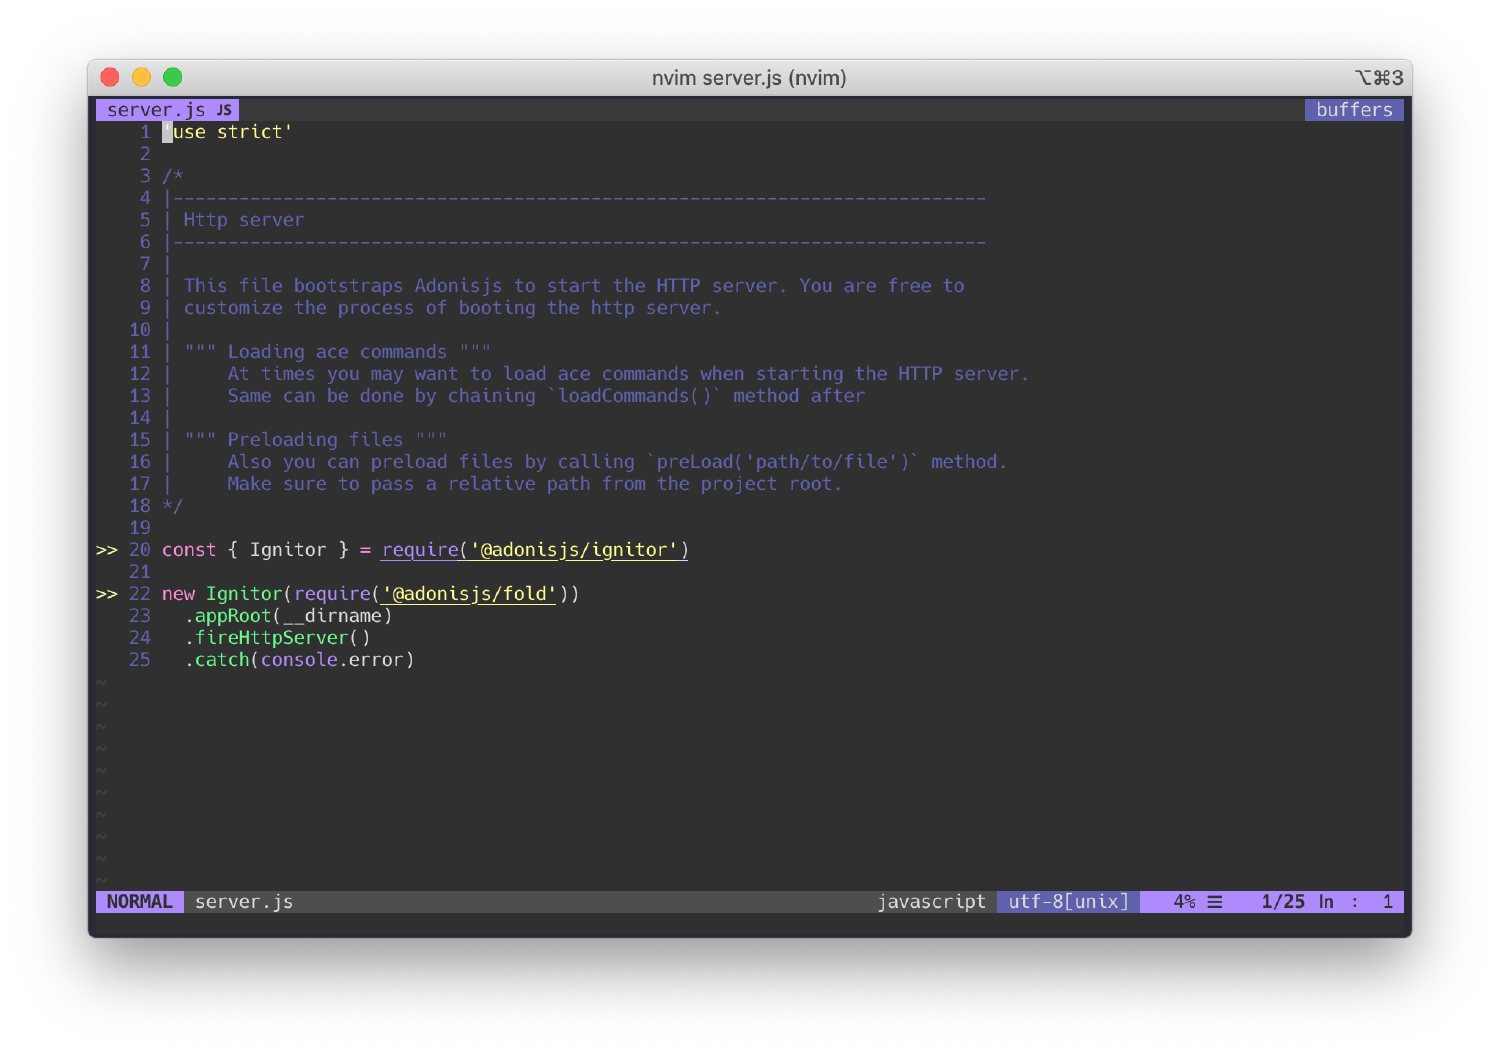 nvim server.js (nvim) ⌥⌘3
server.js JS buffers
1 'use strict'
2
3 /*
4 |--------------------------------------------------------------------------
5 | Http server
6 |--------------------------------------------------------------------------
7 |
8 | This file bootstraps Adonisjs to start the HTTP server. You are free to
9 | customize the process of booting the http server.
10 |
11 | """ Loading ace commands """
12 |     At times you may want to load ace commands when starting the HTTP server.
13 |     Same can be done by chaining `loadCommands()` method after
14 |
15 | """ Preloading files """
16 |     Also you can preload files by calling `preLoad('path/to/file')` method.
17 |     Make sure to pass a relative path from the project root.
18 */
19
>> 20 const { Ignitor } = require('@adonisjs/ignitor')
21
>> 22 new Ignitor(require('@adonisjs/fold'))
23   .appRoot(__dirname)
24   .fireHttpServer()
25   .catch(console.error)
~
~
~
~
~
~
~
~
~
~
NORMAL server.js javascript utf-8[unix] 4% ☰ 1/25 ln : 1